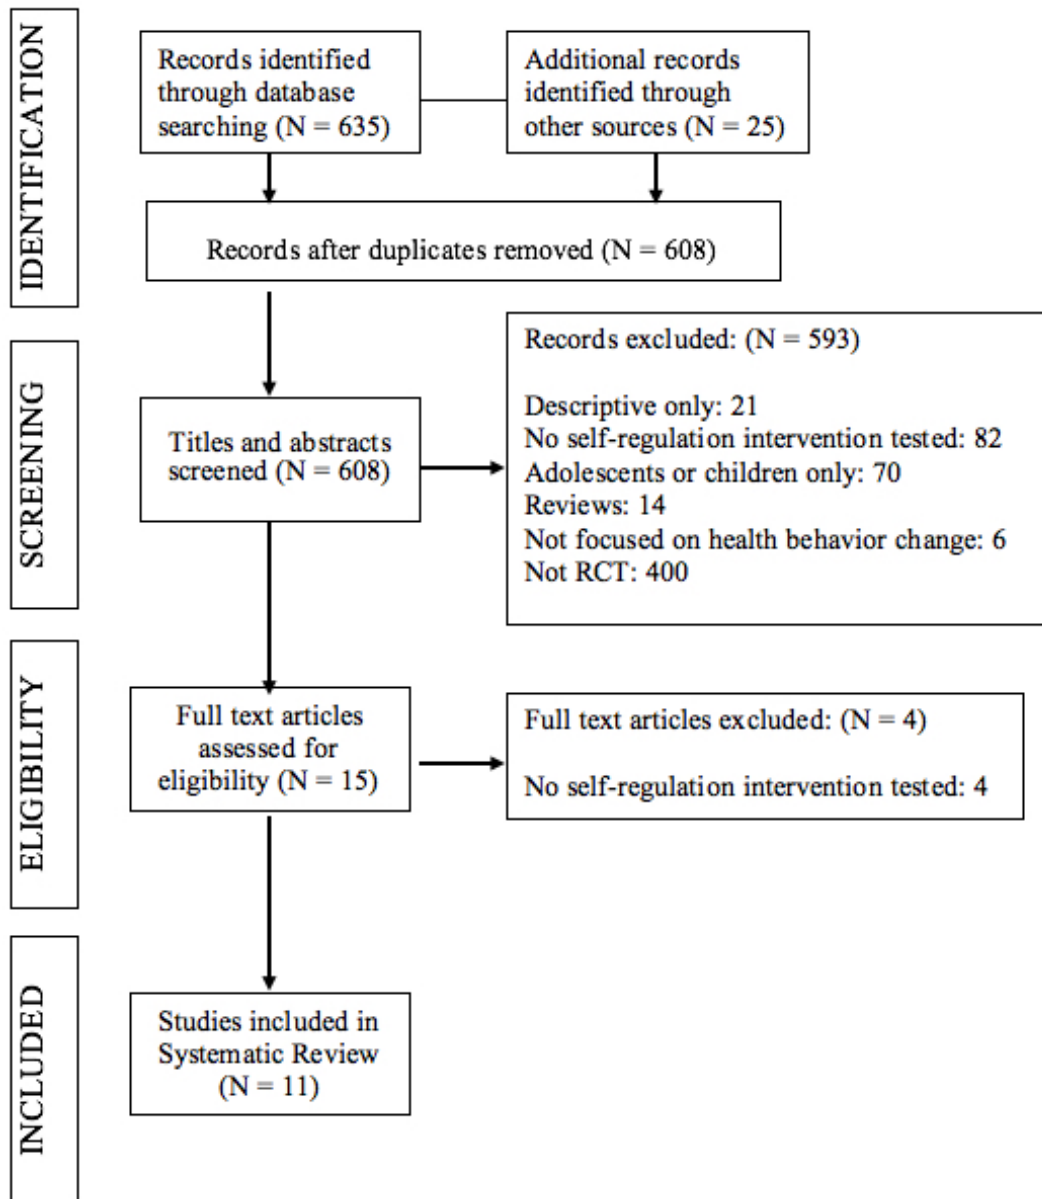 IDENTIFICATION
Records identified
through database
searching (N = 635)
Additional records
identified through
other sources (N = 25)
Records after duplicates removed (N = 608)
SCREENING
Titles and abstracts
screened (N = 608)
Records excluded: (N = 593)
Descriptive only: 21
No self-regulation intervention tested: 82
Adolescents or children only: 70
Reviews: 14
Not focused on health behavior change: 6
Not RCT: 400
ELIGIBILITY
Full text articles
assessed for
eligibility (N = 15)
Full text articles excluded: (N = 4)
No self-regulation intervention tested: 4
INCLUDED
Studies included in
Systematic Review
(N = 11)